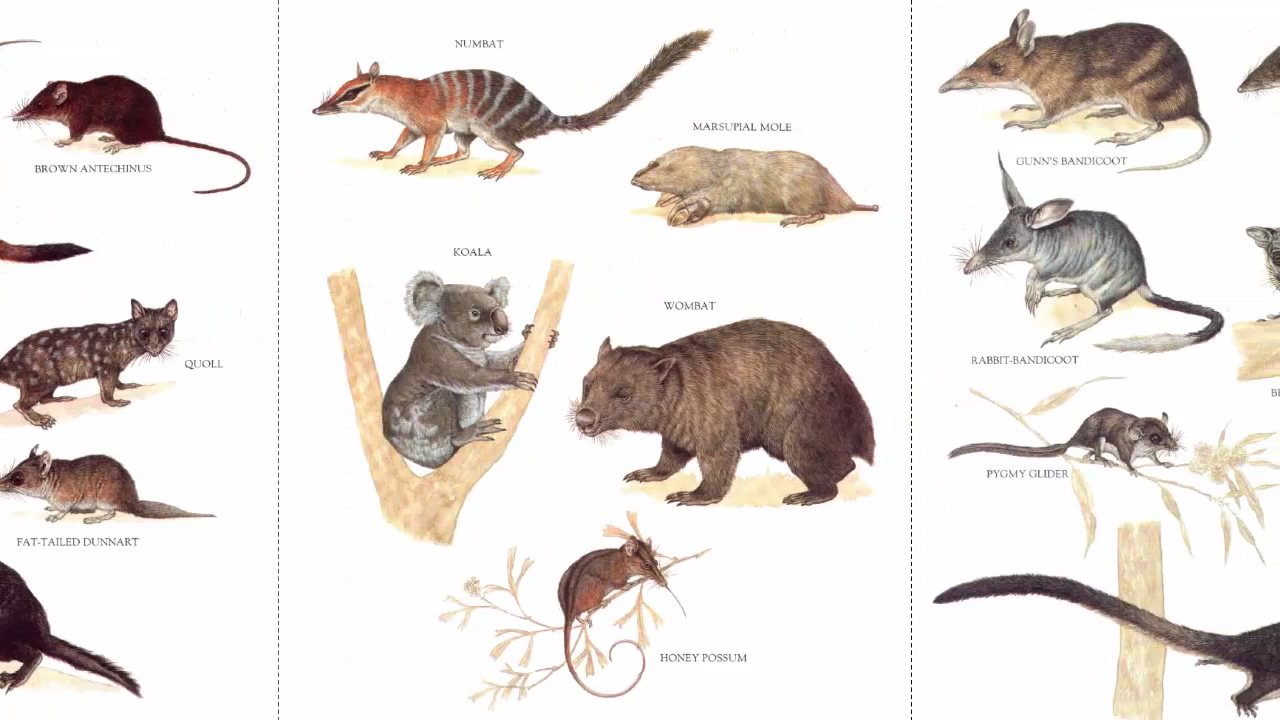 BROWN ANTECHINUS
QUOLL
FAT-TAILED DUNNART
NUMBAT
MARSUPIAL MOLE
KOALA
WOMBAT
HONEY POSSUM
GUNN'S BANDICOOT
RABBIT-BANDICOOT
PYGMY GLIDER